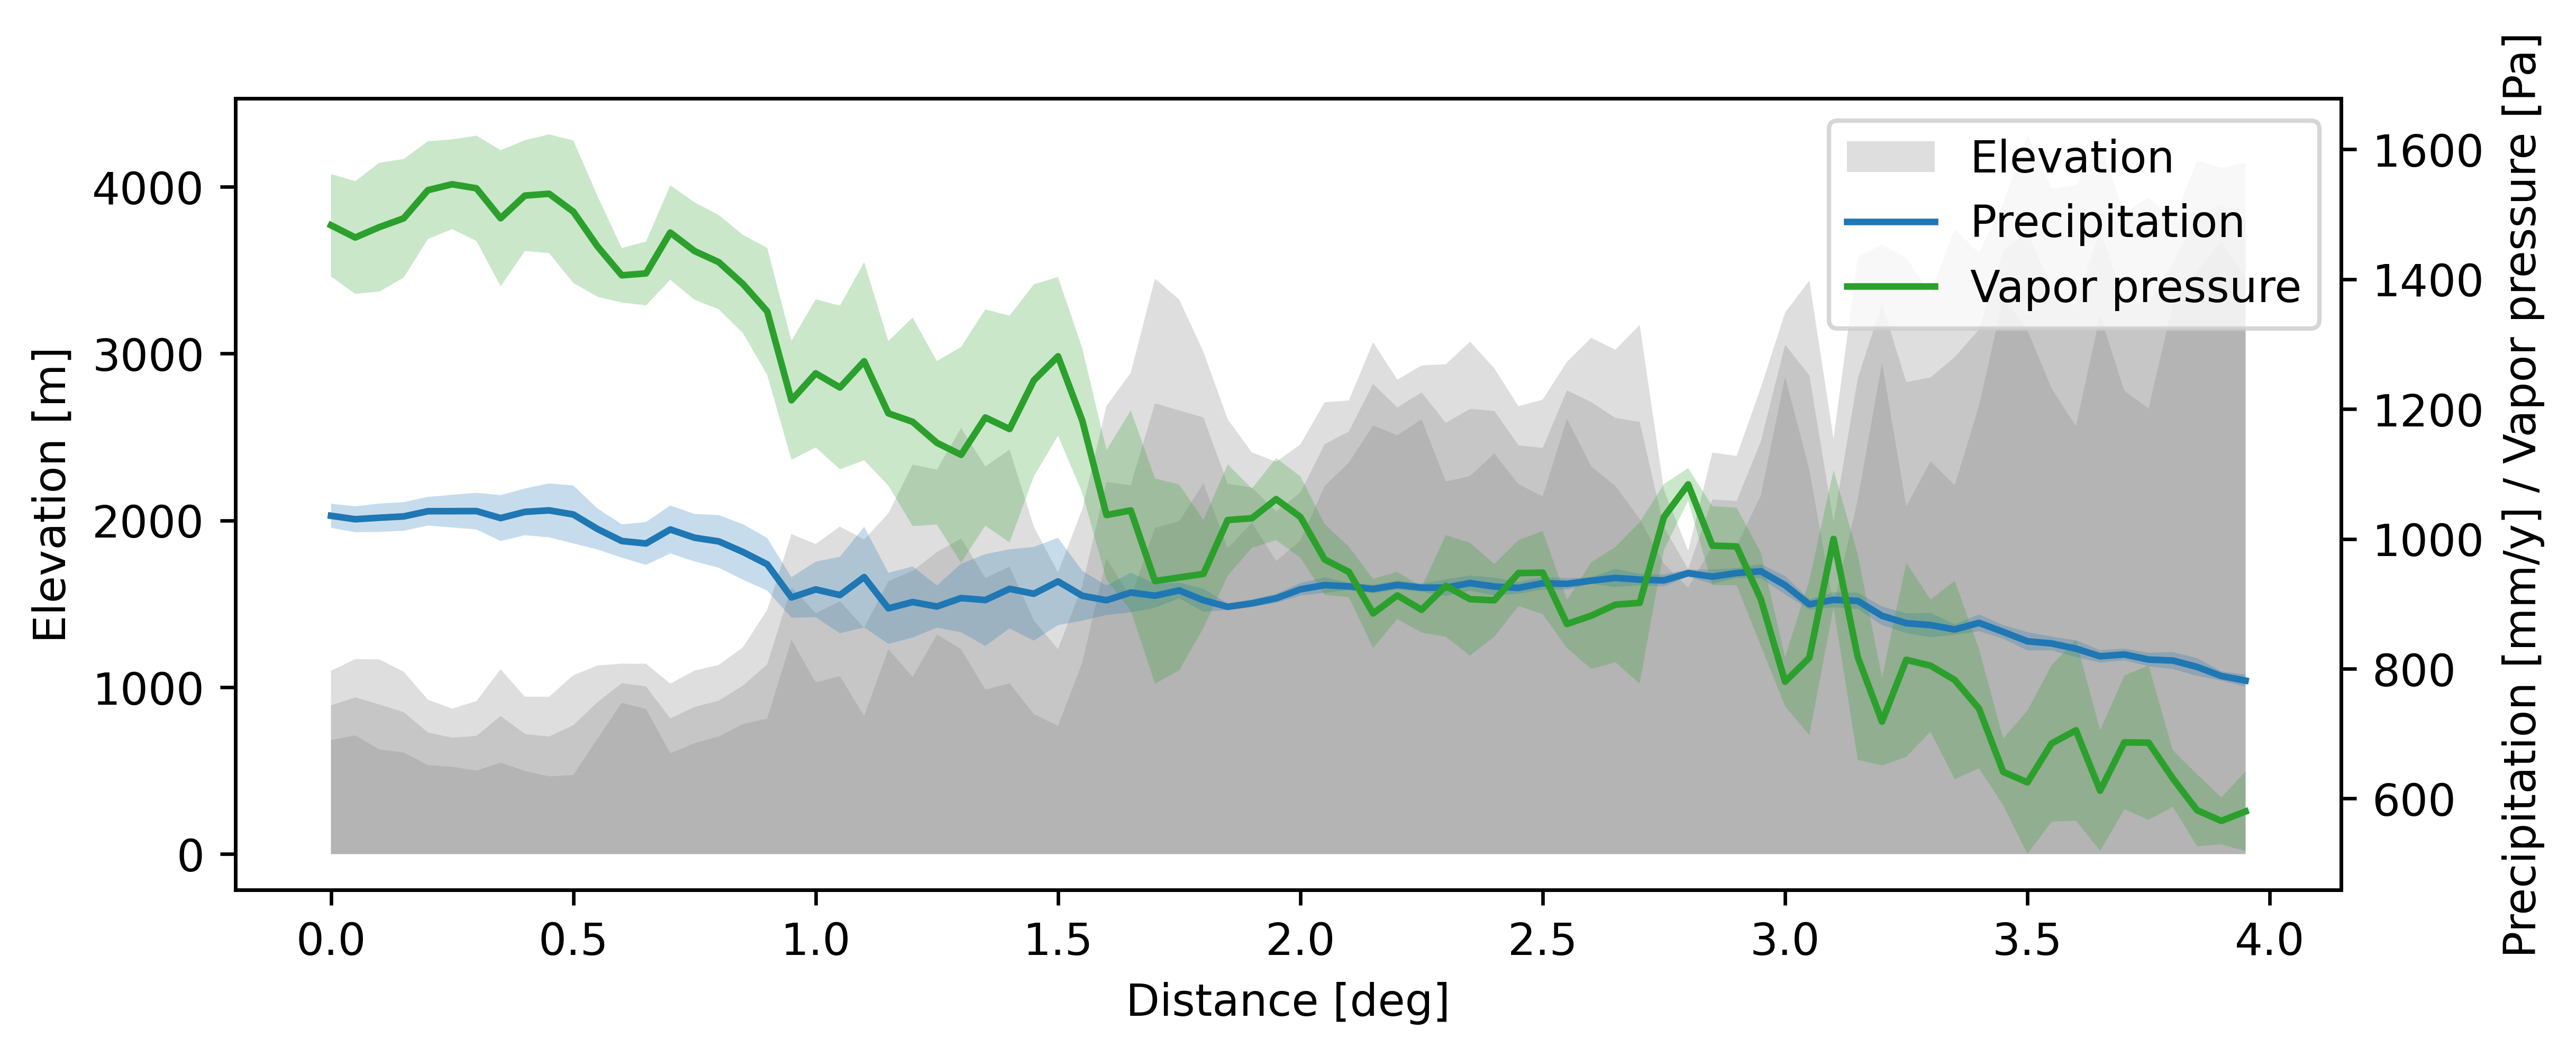 Elevation [m]
4000
3000
2000
1000
0
0.0 0.5 1.0 1.5 2.0 2.5 3.0 3.5 4.0
Distance [deg]
Elevation
Precipitation
Vapor pressure
1600
1400
1200
1000
800
600
Precipitation [mm/y] / Vapor pressure [Pa]